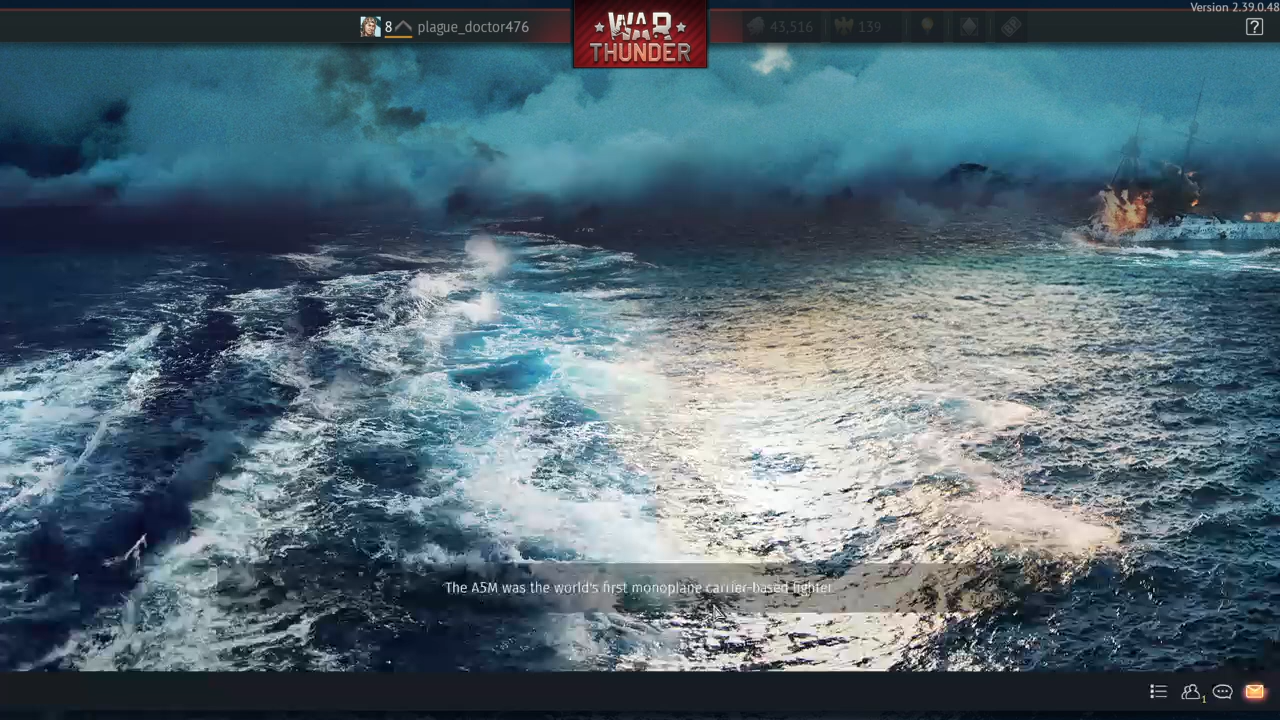 Version 2.39.0.48
8 plague_doctor476
WAR
THUNDER
43,516
139
?
The A5M was the world's first monoplane carrier-based fighter
1